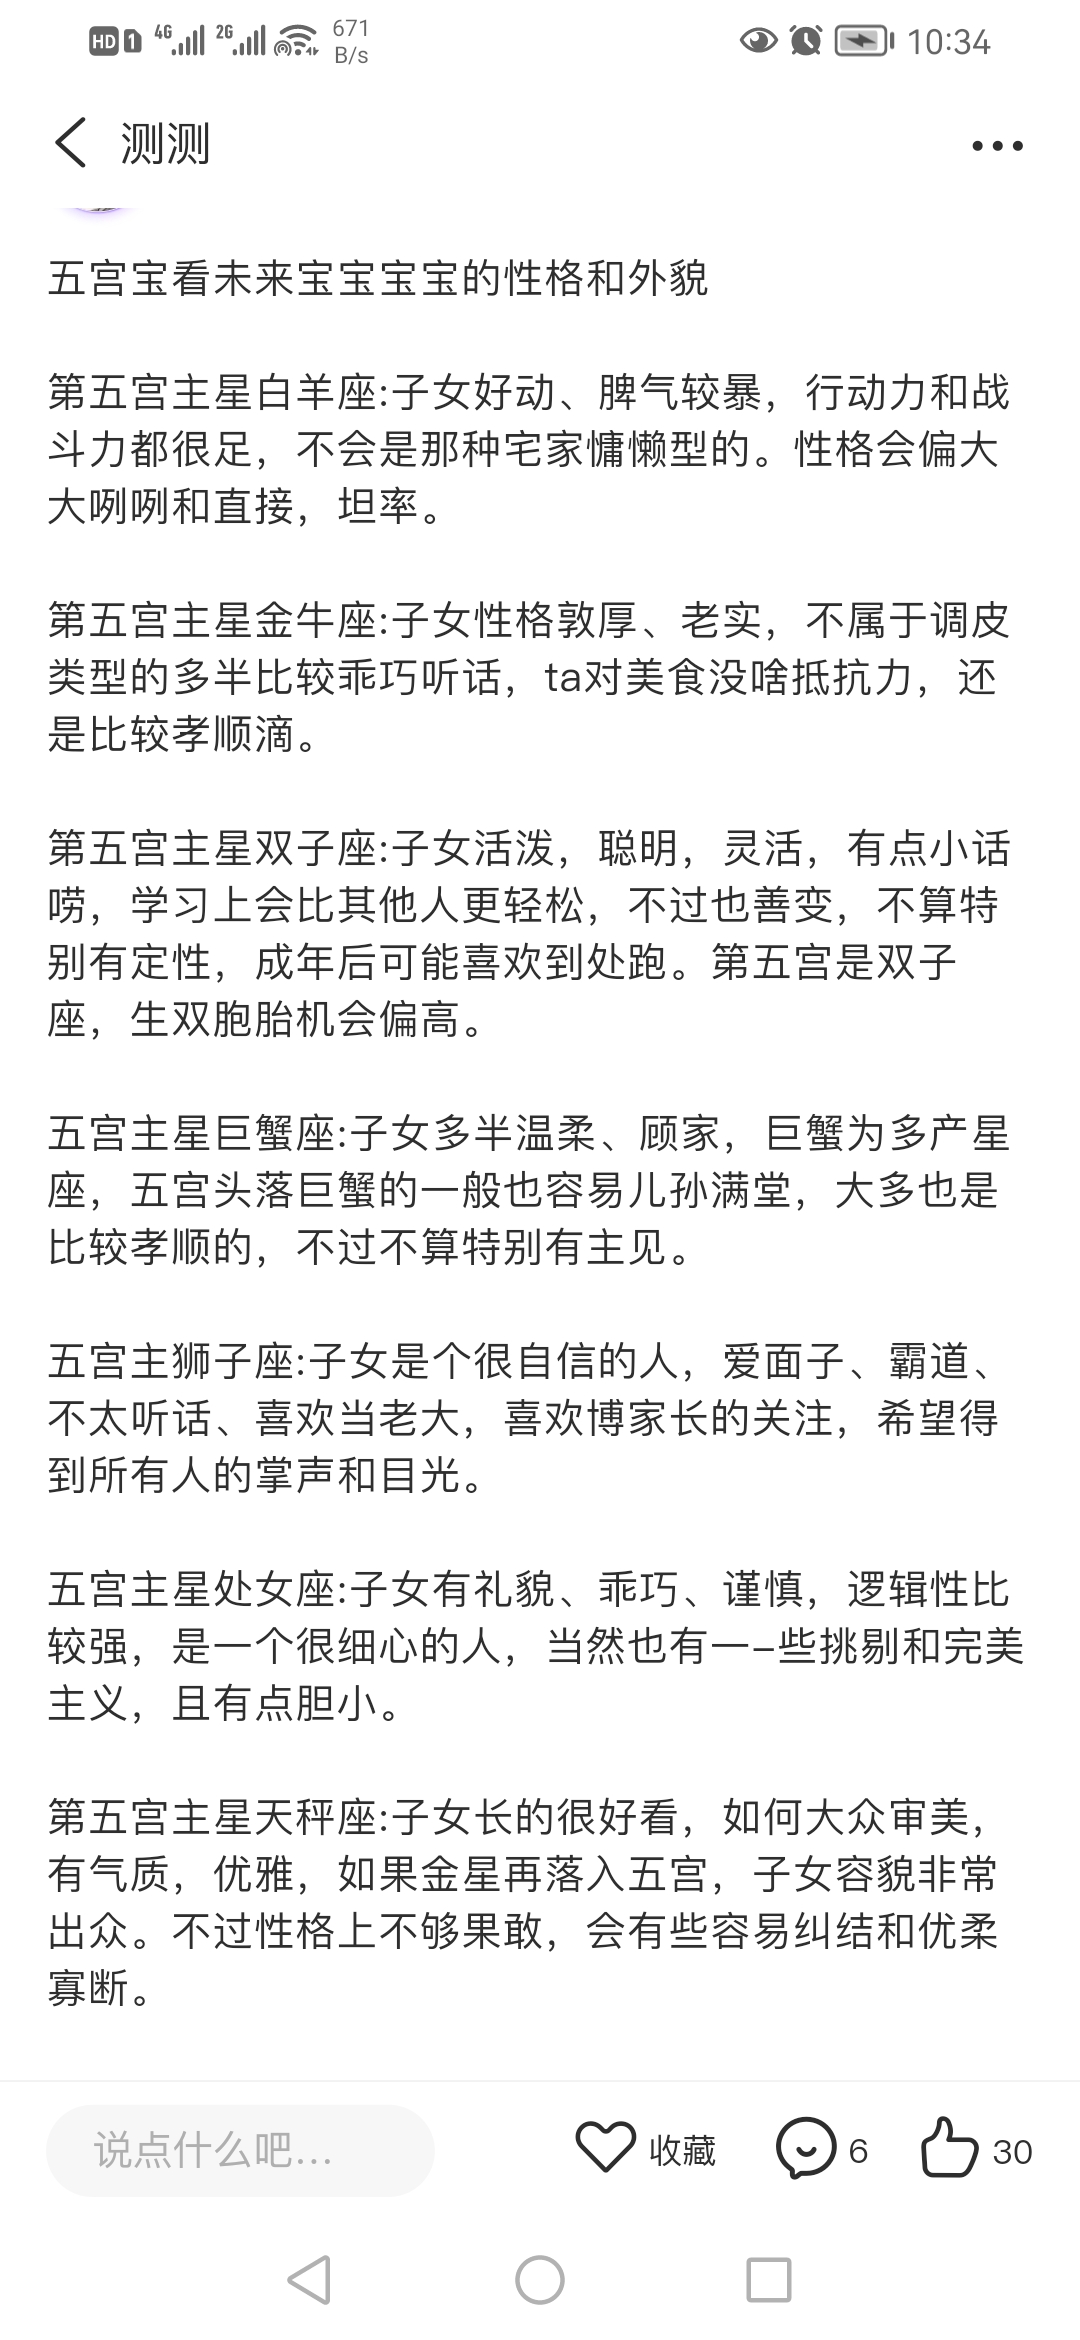 HD 1 4G 2G 671 B/s 10:34
测测
五宫宝看未来宝宝宝宝的性格和外貌
第五宫主星白羊座:子女好动、脾气较暴，行动力和战
斗力都很足，不会是那种宅家慵懒型的。性格会偏大
大咧咧和直接，坦率。
第五宫主星金牛座:子女性格敦厚、老实，不属于调皮
类型的多半比较乖巧听话，ta对美食没啥抵抗力，还
是比较孝顺滴。
第五宫主星双子座:子女活泼，聪明，灵活，有点小话
唠，学习上会比其他人更轻松，不过也善变，不算特
别有定性，成年后可能喜欢到处跑。第五宫是双子
座，生双胞胎机会偏高。
五宫主星巨蟹座:子女多半温柔、顾家，巨蟹为多产星
座，五宫头落巨蟹的一般也容易儿孙满堂，大多也是
比较孝顺的，不过不算特别有主见。
五宫主狮子座:子女是个很自信的人，爱面子、霸道、
不太听话、喜欢当老大，喜欢博家长的关注，希望得
到所有人的掌声和目光。
五宫主星处女座:子女有礼貌、乖巧、谨慎，逻辑性比
较强，是一个很细心的人，当然也有一–些挑剔和完美
主义，且有点胆小。
第五宫主星天秤座:子女长的很好看，如何大众审美，
有气质，优雅，如果金星再落入五宫，子女容貌非常
出众。不过性格上不够果敢，会有些容易纠结和优柔
寡断。
说点什么吧... 收藏 6 30